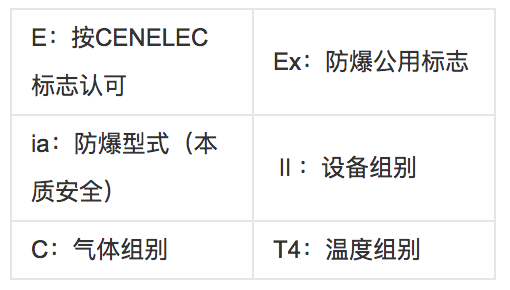 E：按CENELEC
标志认可
Ex：防爆公用标志
ia：防爆型式（本
质安全）
Ⅱ：设备组别
C：气体组别
T4：温度组别